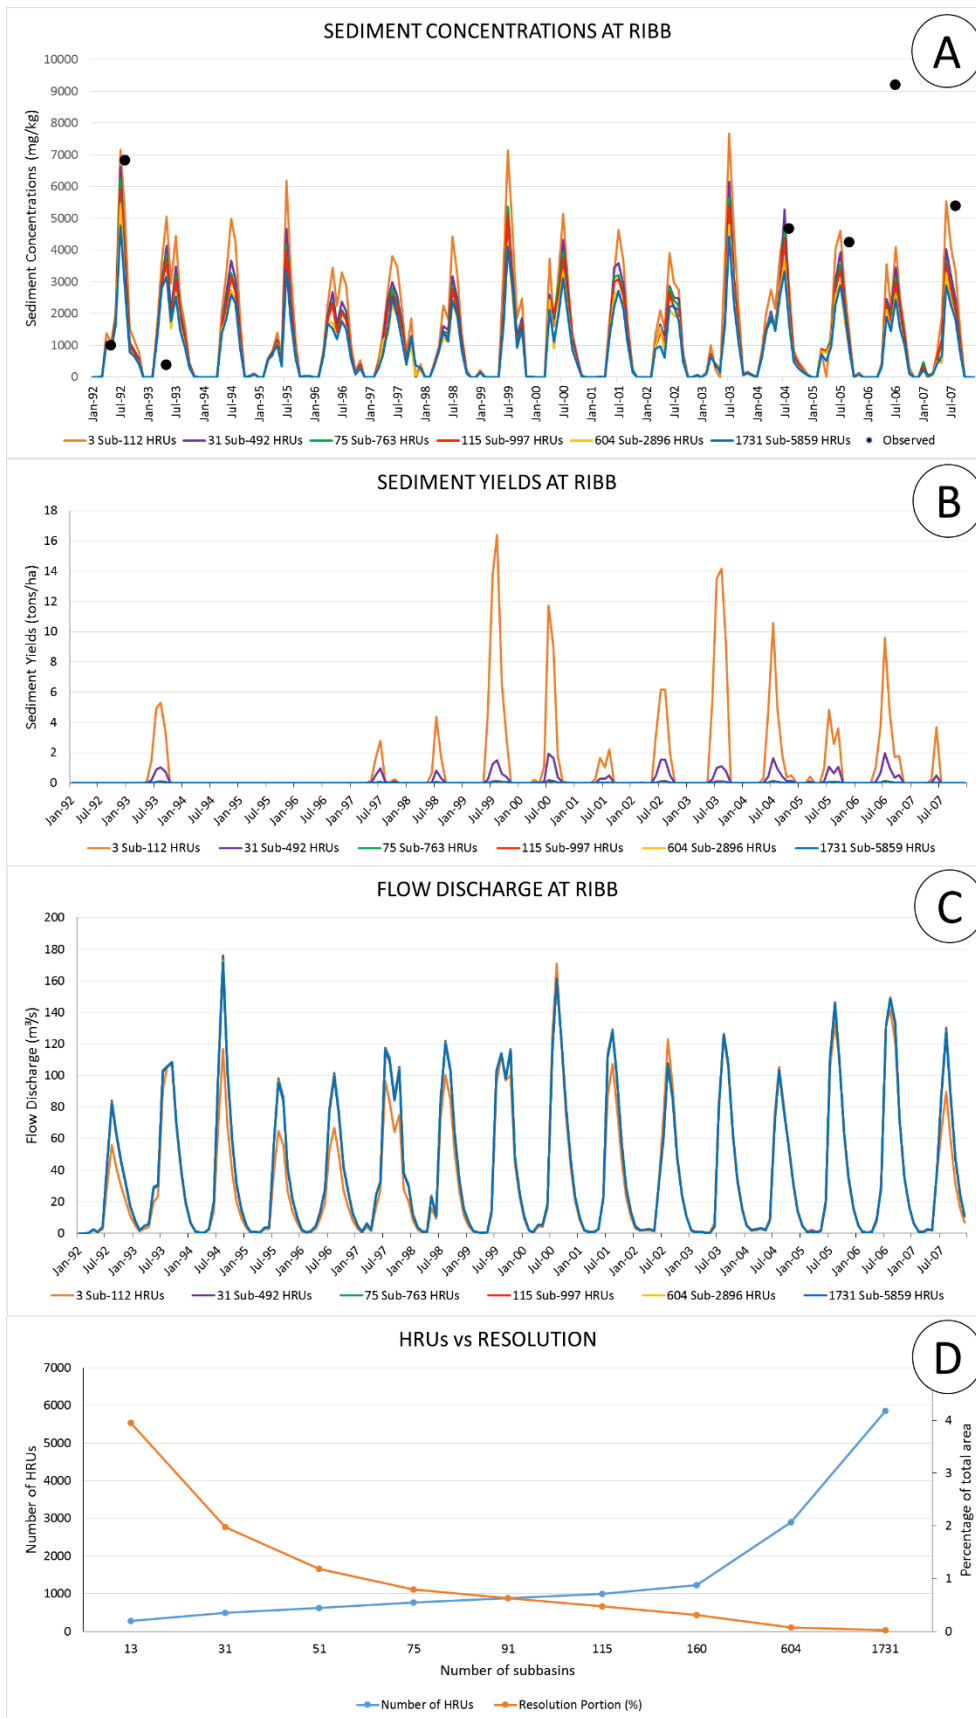 SEDIMENT CONCENTRATIONS AT RIBB
A
Sediment Concentrations (mg/kg)
10000
9000
8000
7000
6000
5000
4000
3000
2000
1000
0
Jan-92 Jul-92 Jan-93 Jul-93 Jan-94 Jul-94 Jan-95 Jul-95 Jan-96 Jul-96 Jan-97 Jul-97 Jan-98 Jul-98 Jan-99 Jul-99 Jan-00 Jul-00 Jan-01 Jul-01 Jan-02 Jul-02 Jan-03 Jul-03 Jan-04 Jul-04 Jan-05 Jul-05 Jan-06 Jul-06 Jan-07 Jul-07
3 Sub-112 HRUs 31 Sub-492 HRUs 75 Sub-763 HRUs 115 Sub-997 HRUs 604 Sub-2896 HRUs 1731 Sub-5859 HRUs Observed
SEDIMENT YIELDS AT RIBB
B
Sediment Yields (tons/ha)
18
16
14
12
10
8
6
4
2
0
Jan-92 Jul-92 Jan-93 Jul-93 Jan-94 Jul-94 Jan-95 Jul-95 Jan-96 Jul-96 Jan-97 Jul-97 Jan-98 Jul-98 Jan-99 Jul-99 Jan-00 Jul-00 Jan-01 Jul-01 Jan-02 Jul-02 Jan-03 Jul-03 Jan-04 Jul-04 Jan-05 Jul-05 Jan-06 Jul-06 Jan-07 Jul-07
3 Sub-112 HRUs 31 Sub-492 HRUs 75 Sub-763 HRUs 115 Sub-997 HRUs 604 Sub-2896 HRUs 1731 Sub-5859 HRUs
FLOW DISCHARGE AT RIBB
C
Flow Discharge (m³/s)
200
180
160
140
120
100
80
60
40
20
0
Jan-92 Jul-92 Jan-93 Jul-93 Jan-94 Jul-94 Jan-95 Jul-95 Jan-96 Jul-96 Jan-97 Jul-97 Jan-98 Jul-98 Jan-99 Jul-99 Jan-00 Jul-00 Jan-01 Jul-01 Jan-02 Jul-02 Jan-03 Jul-03 Jan-04 Jul-04 Jan-05 Jul-05 Jan-06 Jul-06 Jan-07 Jul-07
3 Sub-112 HRUs 31 Sub-492 HRUs 75 Sub-763 HRUs 115 Sub-997 HRUs 604 Sub-2896 HRUs 1731 Sub-5859 HRUs
HRUs vs RESOLUTION
D
Number of HRUs
7000
6000
5000
4000
3000
2000
1000
0
4
3
2
1
0
Percentage of total area
13 31 51 75 91 115 160 604 1731
Number of subbasins
Number of HRUs Resolution Portion (%)